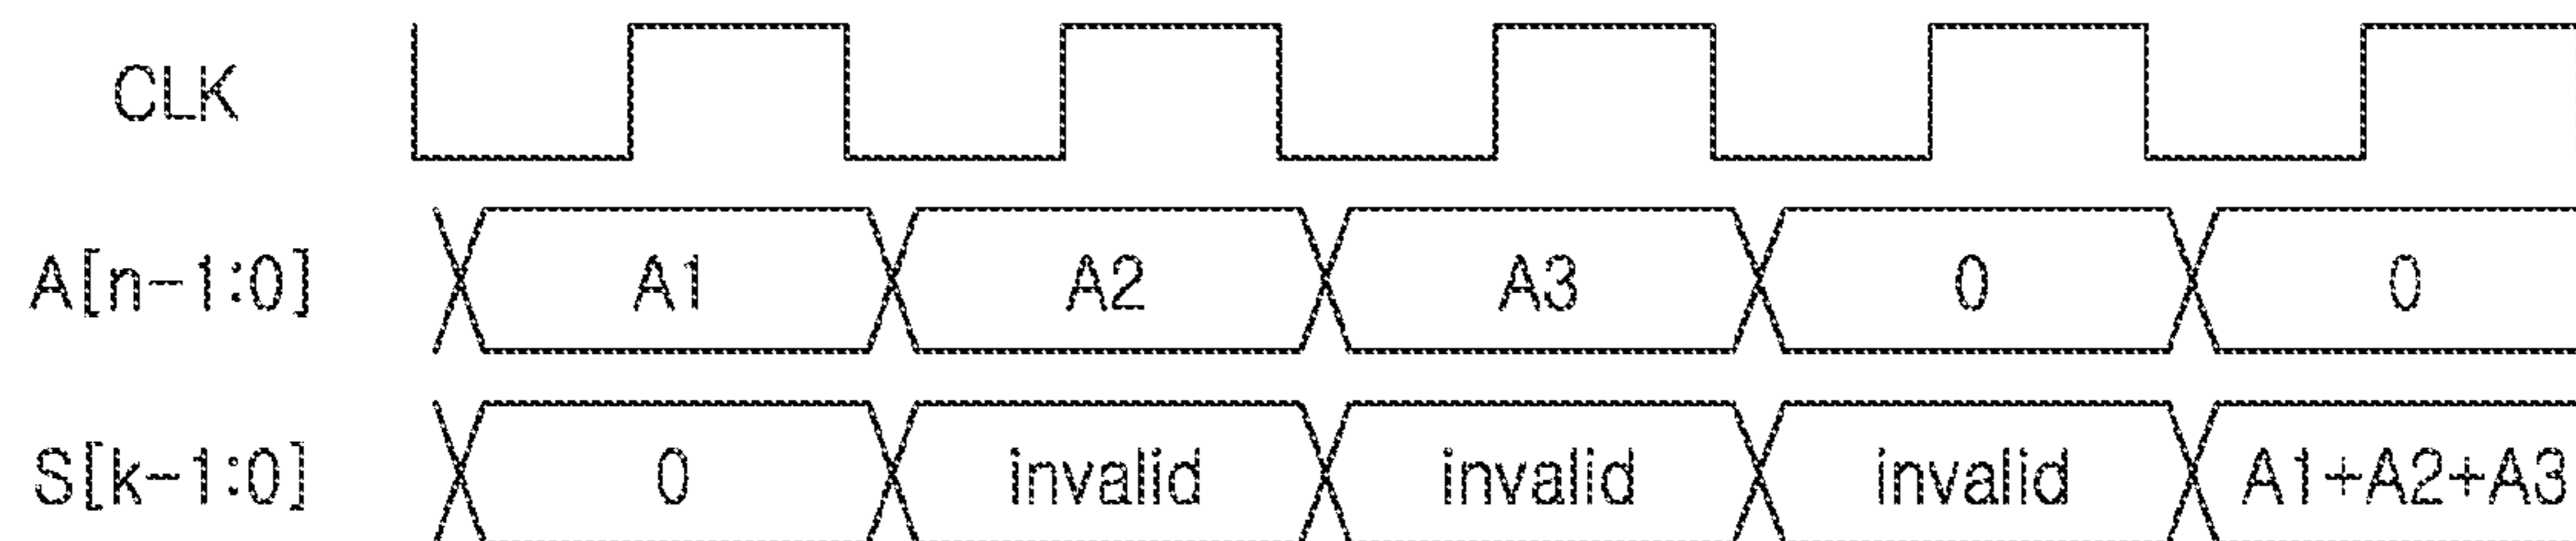 CLK
A[n-1:0] A1 A2 A3 0 0
S[k-1:0] 0 invalid invalid invalid A1+A2+A3